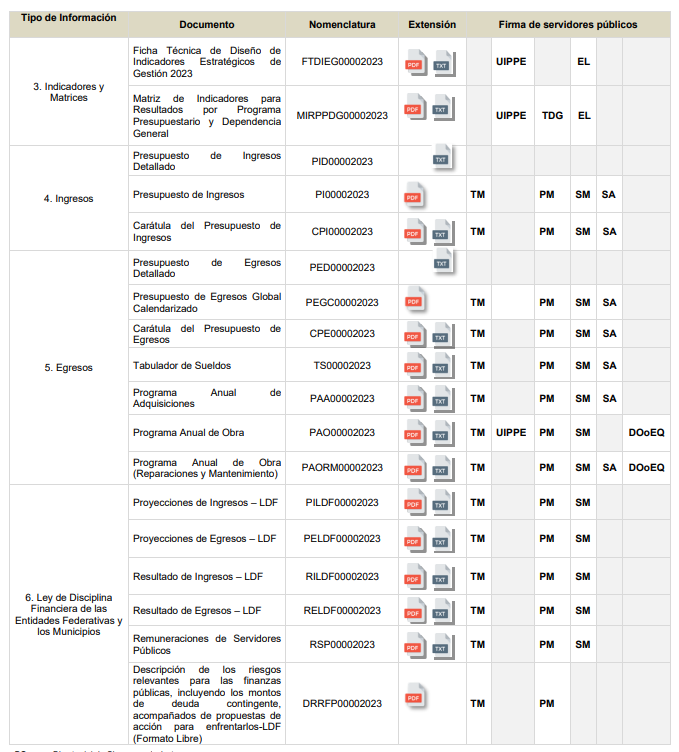 Tipo de Información Documento Nomenclatura Extensión Firma de servidores públicos
3. Indicadores y
Matrices
Ficha Técnica de Diseño de
Indicadores Estratégicos de
Gestión 2023
FTDIEG00002023 PDF TXT UIPPE EL
Matriz de Indicadores para
Resultados por Programa
Presupuestario y Dependencia
General
MIRPPDG00002023 PDF TXT UIPPE TDG EL
4. Ingresos
Presupuesto de Ingresos
Detallado
PID00002023 TXT
Presupuesto de Ingresos PI00002023 PDF TM PM SM SA
Carátula del Presupuesto de
Ingresos
CPI00002023 PDF TXT TM PM SM SA
5. Egresos
Presupuesto de Egresos
Detallado
PED00002023 TXT
Presupuesto de Egresos Global
Calendarizado
PEGC00002023 PDF TM PM SM SA
Carátula del Presupuesto de
Egresos
CPE00002023 PDF TXT TM PM SM SA
Tabulador de Sueldos TS00002023 PDF TXT TM PM SM SA
Programa Anual de
Adquisiciones
PAA00002023 PDF TXT TM PM SM SA
Programa Anual de Obra PAO00002023 PDF TXT TM UIPPE PM SM DOoEQ
Programa Anual de Obra
(Reparaciones y Mantenimiento)
PAORM00002023 PDF TXT TM PM SM SA DOoEQ
6. Ley de Disciplina
Financiera de las
Entidades Federativas y
los Municipios
Proyecciones de Ingresos – LDF PILDF00002023 PDF TXT TM PM SM
Proyecciones de Egresos – LDF PELDF00002023 PDF TXT TM PM SM
Resultado de Ingresos – LDF RILDF00002023 PDF TXT TM PM SM
Resultado de Egresos – LDF RELDF00002023 PDF TXT TM PM SM
Remuneraciones de Servidores
Públicos
RSP00002023 PDF TXT TM PM SM
Descripción de los riesgos
relevantes para las finanzas
públicas, incluyendo los montos
de deuda contingente,
acompañados de propuestas de
acción para enfrentarlos-LDF
(Formato Libre)
DRRFP00002023 PDF TM PM